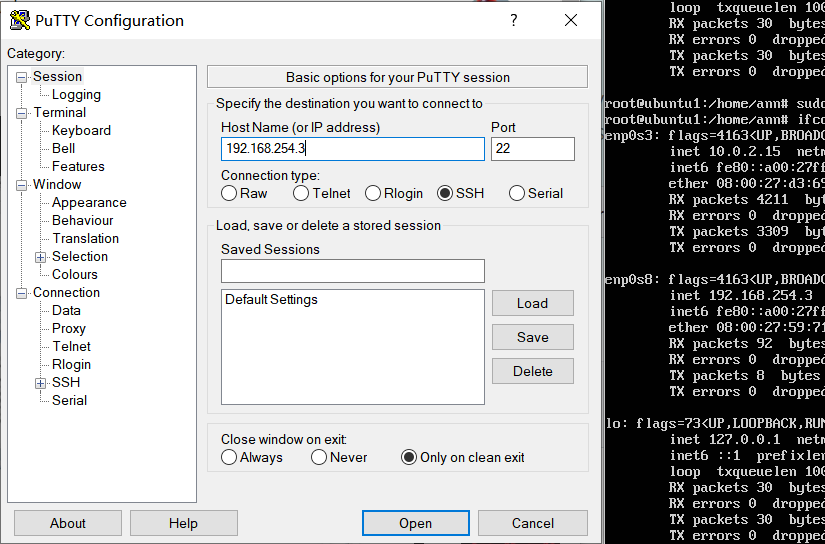 PuTTY Configuration
?
Category:
Session
Logging
Terminal
Keyboard
Bell
Features
Window
Appearance
Behaviour
Translation
Selection
Colours
Connection
Data
Proxy
Telnet
Rlogin
SSH
Serial
Basic options for your PuTTY session
Specify the destination you want to connect to
Host Name (or IP address) Port
192.168.254.3 22
Connection type:
Raw Telnet Rlogin SSH Serial
Load, save or delete a stored session
Saved Sessions
Default Settings
Load
Save
Delete
Close window on exit:
Always Never Only on clean exit
About Help Open Cancel
loop txqueuelen 100
RX packets 30 bytes
RX errors 0 dropped
TX packets 30 bytes
TX errors 0 dropped
root@ubuntu1:/home/ann# sudo
root@ubuntu1:/home/ann# ifco
enp0s3: flags=4163<UP,BROADC
inet 10.0.2.15 netm
inet6 fe80::a00:27ff
ether 08:00:27:d3:69
RX packets 4211 byt
RX errors 0 dropped
TX packets 3309 byt
TX errors 0 dropped
enp0s8: flags=4163<UP,BROADC
inet 192.168.254.3
inet6 fe80::a00:27ff
ether 08:00:27:59:71
RX packets 92 bytes
RX errors 0 dropped
TX packets 8 bytes
TX errors 0 dropped
lo: flags=73<UP,LOOPBACK,RUN
inet 127.0.0.1 netm
inet6 ::1 prefixlen
loop txqueuelen 100
RX packets 30 bytes
RX errors 0 dropped
TX packets 30 bytes
TX errors 0 dropped